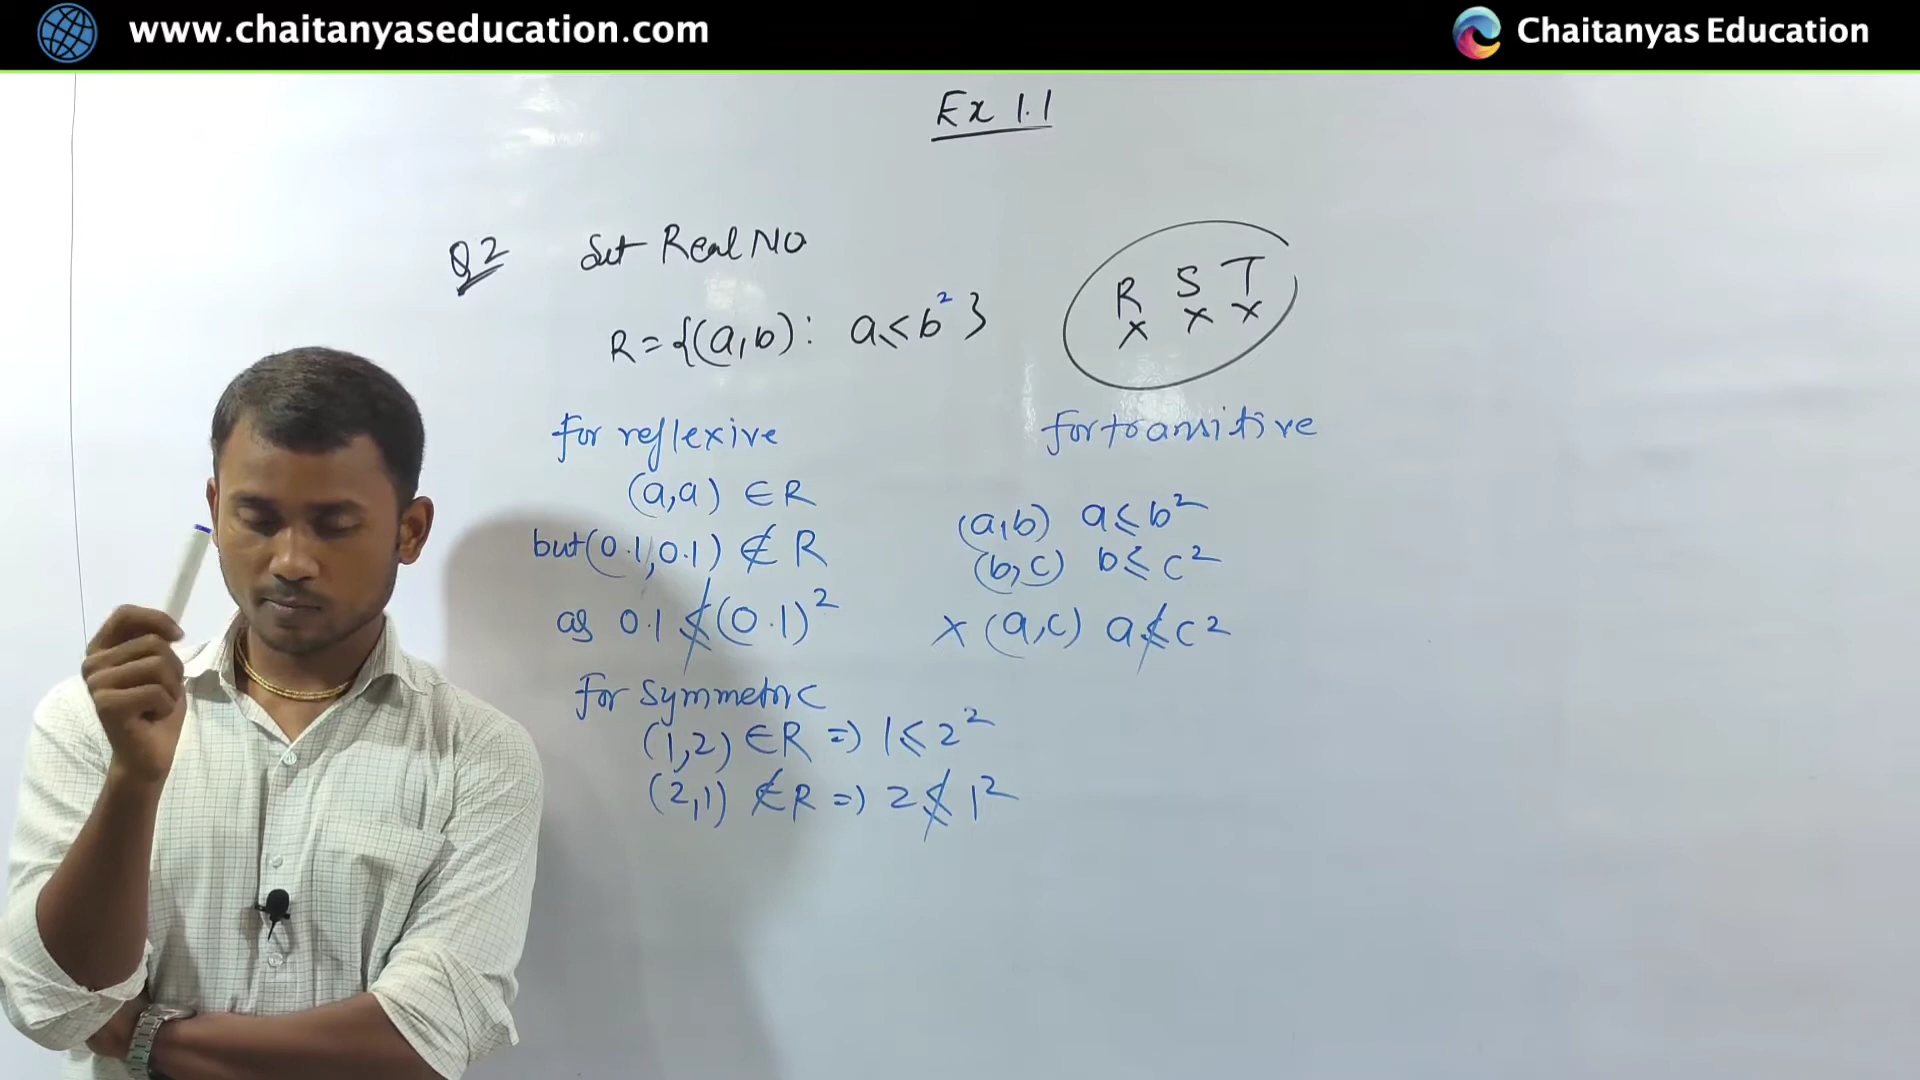 www.chaitanyaseducation.com
Chaitanyas Education
Ex 1.1
Q2 Set Real No
R = {(a,b) : a ≤ b² }
R S T
x x x
for reflexive
(a,a) ∈ R
but (0.1,0.1) ∉ R
as 0.1 ≰ (0.1)²
for symmetric
(1,2) ∈ R => 1 ≤ 2²
(2,1) ∉ R => 2 ≰ 1²
for transitive
(a,b) a ≤ b²
(b,c) b ≤ c²
x (a,c) a ≰ c²